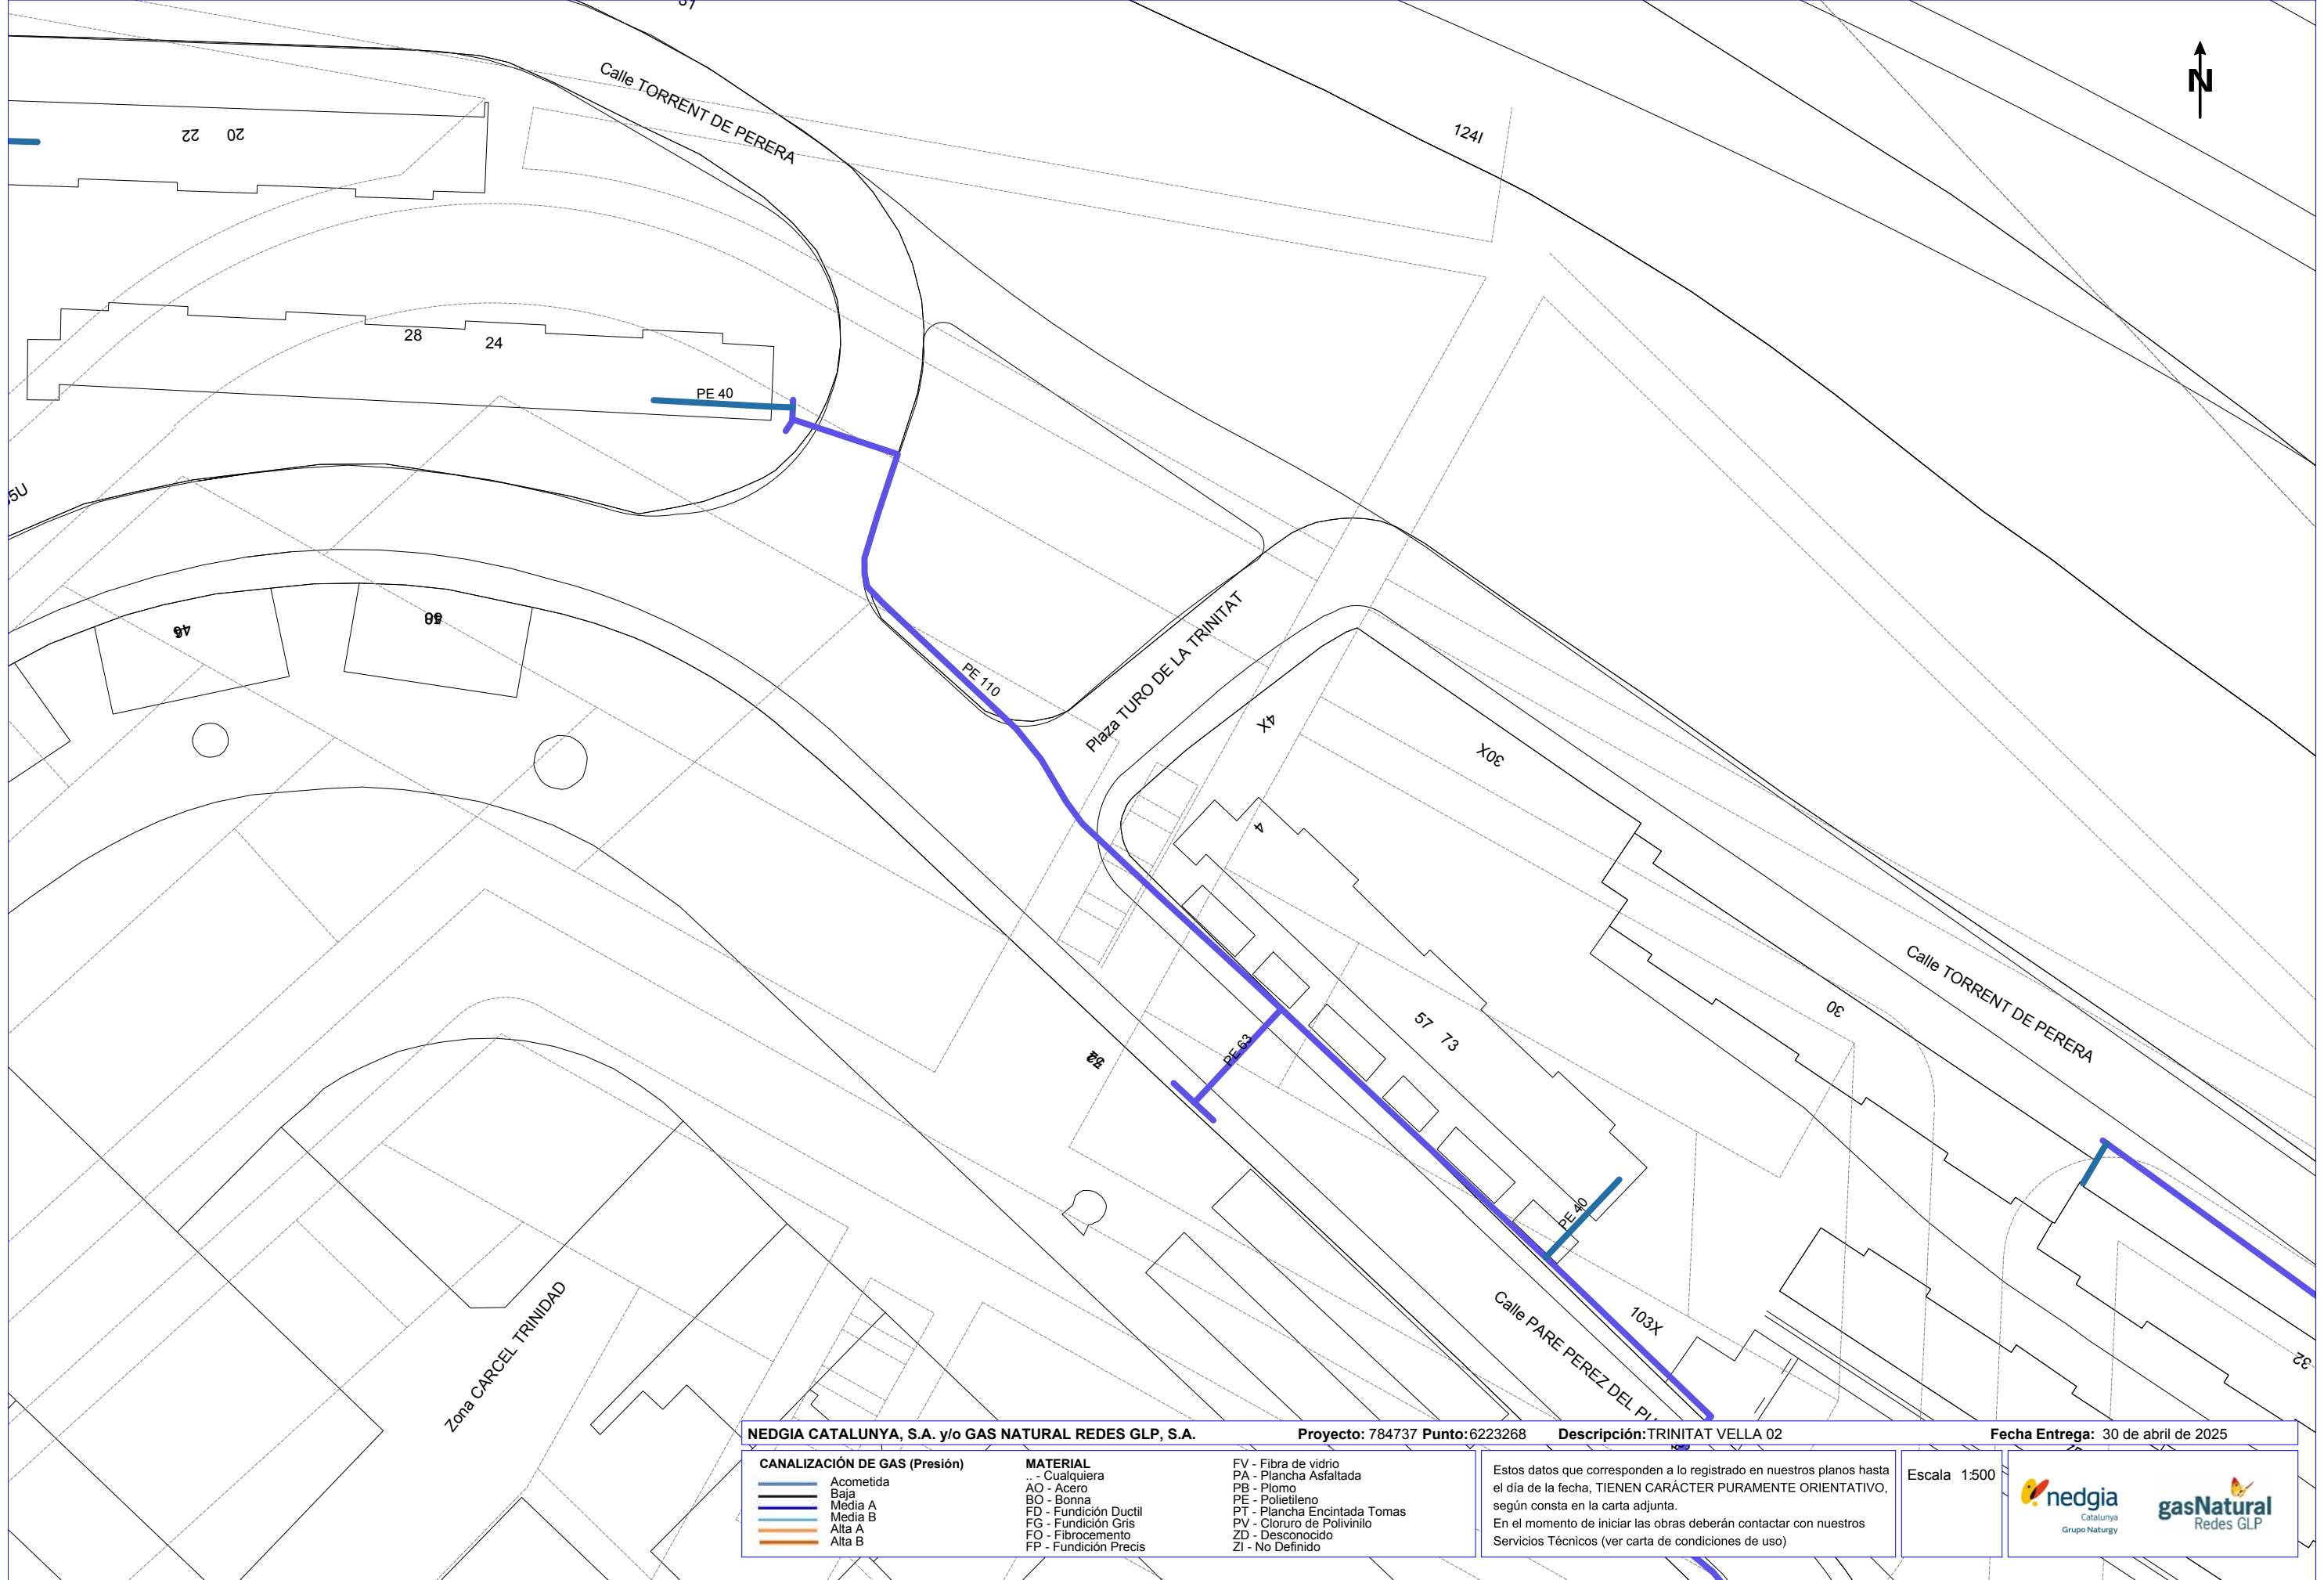 Calle TORRENT DE PERERA
N
124I
22 20
28 24
PE 40
5U
46
PE 110
Plaza TURO DE LA TRINITAT
4X
30X
4
57 73
PE 63
30
Calle TORRENT DE PERERA
PE 40
103X
Calle PARE PEREZ DEL PU
32
Zona CARCEL TRINIDAD
NEDGIA CATALUNYA, S.A. y/o GAS NATURAL REDES GLP, S.A. Proyecto: 784737 Punto:6223268 Descripción:TRINITAT VELLA 02 Fecha Entrega: 30 de abril de 2025
CANALIZACIÓN DE GAS (Presión)
Acometida
Baja
Media A
Media B
Alta A
Alta B
MATERIAL
.. - Cualquiera
AO - Acero
BO - Bonna
FD - Fundición Ductil
FG - Fundición Gris
FO - Fibrocemento
FP - Fundición Precis
FV - Fibra de vidrio
PA - Plancha Asfaltada
PB - Plomo
PE - Polietileno
PT - Plancha Encintada Tomas
PV - Cloruro de Polivinilo
ZD - Desconocido
ZI - No Definido
Estos datos que corresponden a lo registrado en nuestros planos hasta
el día de la fecha, TIENEN CARÁCTER PURAMENTE ORIENTATIVO,
según consta en la carta adjunta.
En el momento de iniciar las obras deberán contactar con nuestros
Servicios Técnicos (ver carta de condiciones de uso)
Escala 1:500
nedgia
Catalunya
Grupo Naturgy
gasNatural
Redes GLP